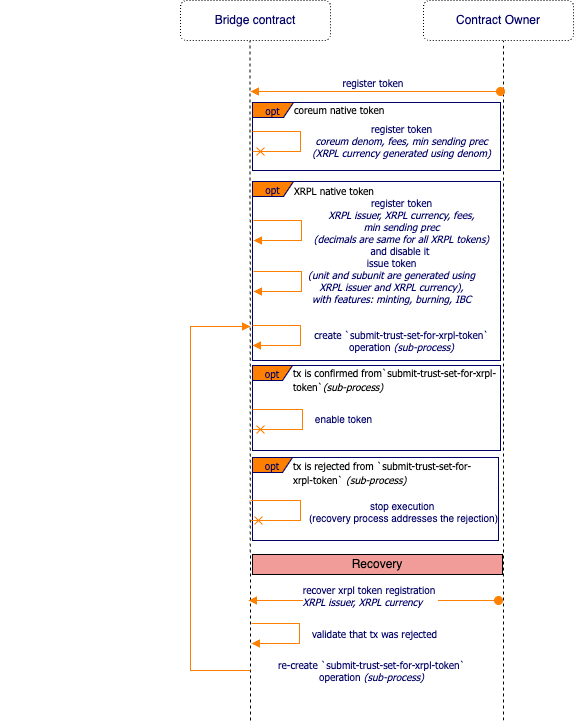 Bridge contract
Contract Owner
register token
opt
coreum native token
register token
coreum denom, fees, min sending prec
(XRPL currency generated using denom)
opt
XRPL native token
register token
XRPL issuer, XRPL currency, fees,
min sending prec
(decimals are same for all XRPL tokens)
and disable it
issue token
(unit and subunit are generated using
XRPL issuer and XRPL currency),
with features: minting, burning, IBC
create `submit-trust-set-for-xrpl-token`
operation (sub-process)
opt
tx is confirmed from`submit-trust-set-for-xrpl-
token`(sub-process)
enable token
opt
tx is rejected from `submit-trust-set-for-
xrpl-token` (sub-process)
stop execution
(recovery process addresses the rejection)
Recovery
recover xrpl token registration
XRPL issuer, XRPL currency
validate that tx was rejected
re-create `submit-trust-set-for-xrpl-token`
operation (sub-process)